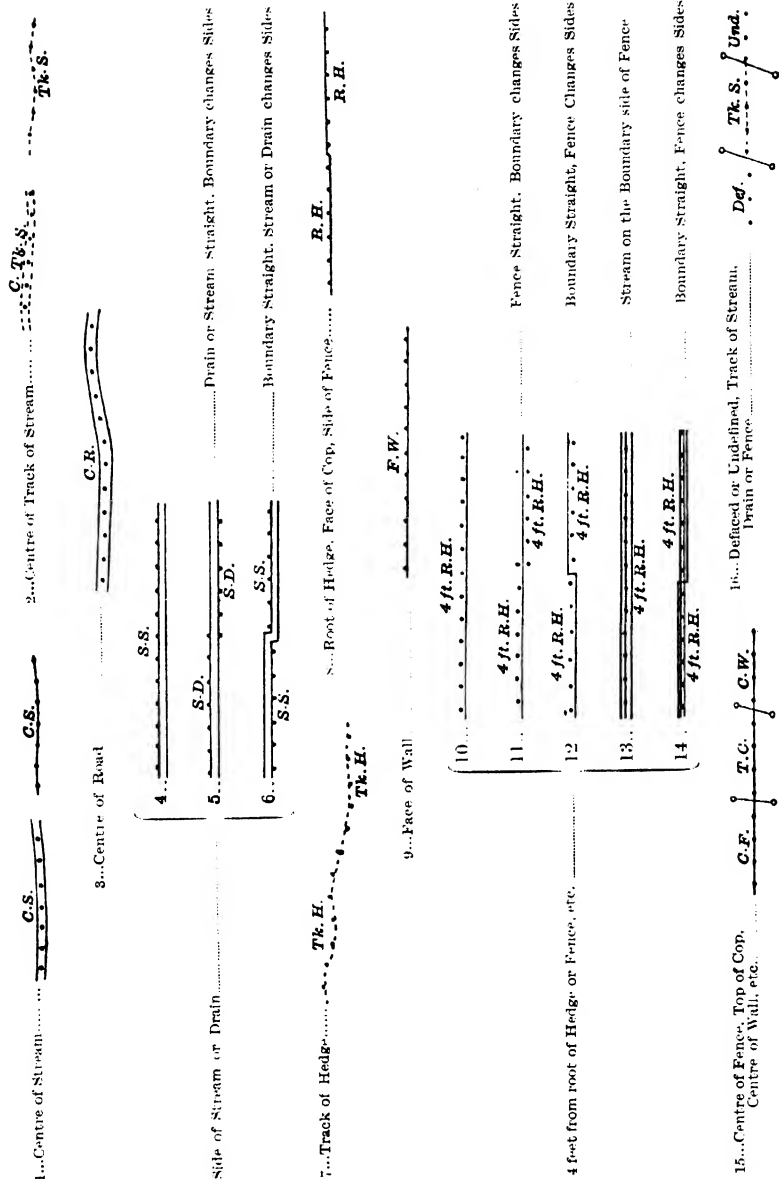 1...Centre of Stream......... C.S. C.S.
2...Centre of Track of Stream......... C. Tk. S. Tk. S.
3...Centre of Road C.R.
Side of Stream or Drain
4... S.S.
5... S.D. S.D. Drain or Stream Straight, Boundary changes Sides
6... S.S. S.S. Boundary Straight, Stream or Drain changes Sides
7...Track of Hedge......... Tk. H. Tk. H.
8...Root of Hedge, Face of Cop, Side of Fence...... R.H. R.H.
9...Face of Wall F.W.
4 feet from root of Hedge or Fence, etc.
10... 4 ft. R.H.
11... 4 ft. R.H. 4 ft. R.H. Fence Straight, Boundary changes Sides
12 4 ft. R.H. 4 ft. R.H. Boundary Straight, Fence Changes Sides
13... 4 ft. R.H. Stream on the Boundary side of Fence
14 4 ft. R.H. 4 ft. R.H. Boundary Straight, Fence changes Sides
15...Centre of Fence, Top of Cop,
Centre of Wall, etc. C.F. T.C. C.W.
16... Defaced or Undefined, Track of Stream,
Drain or Fence Def. Tk. S. Und.